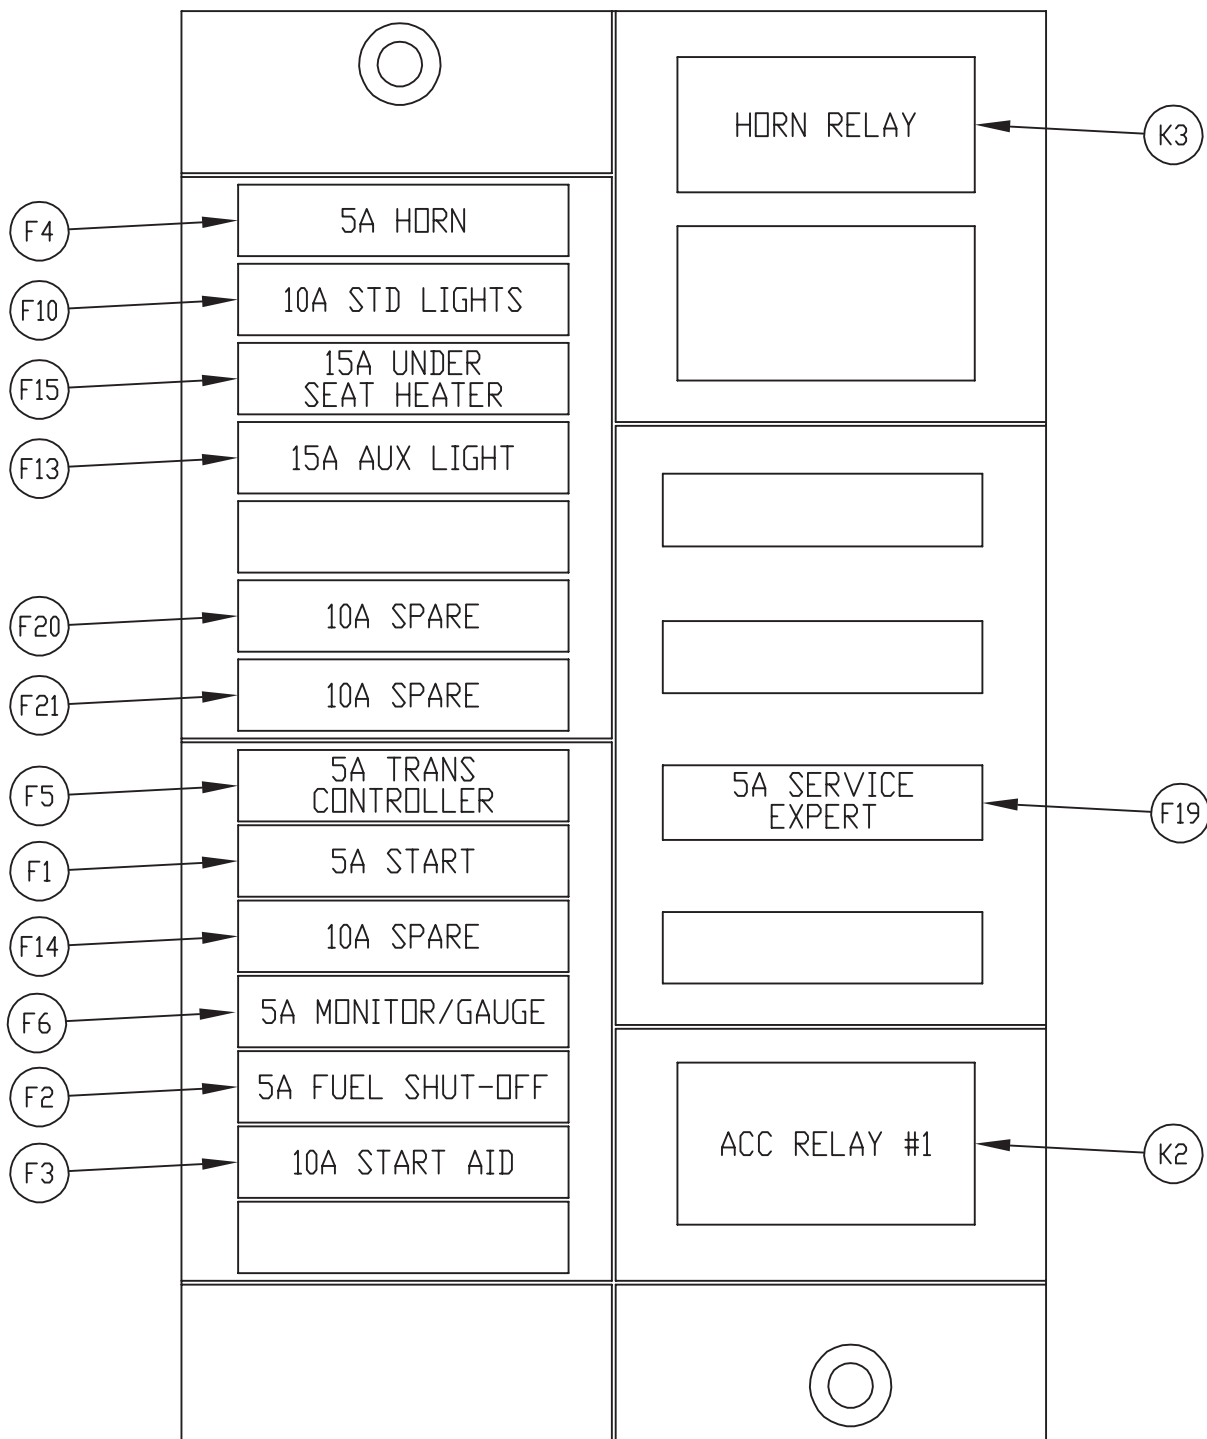 HORN RELAY
K3
F4
5A HORN
F10
10A STD LIGHTS
F15
15A UNDER
SEAT HEATER
F13
15A AUX LIGHT
F20
10A SPARE
F21
10A SPARE
F5
5A TRANS
CONTROLLER
5A SERVICE
EXPERT
F19
F1
5A START
F14
10A SPARE
F6
5A MONITOR/GAUGE
F2
5A FUEL SHUT-OFF
F3
10A START AID
ACC RELAY #1
K2